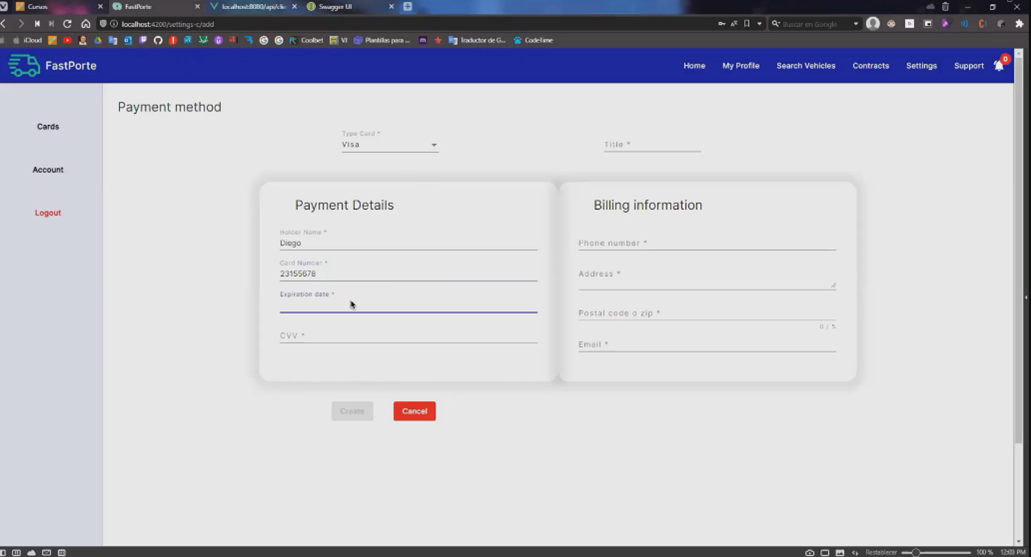 Cursos FastPorte localhost:8080/api/clie Swagger UI
localhost:4200/settings-c/add Buscar en Google
iCloud Coolbet VI Plantillas para ... Traductor de G... CodeTime
FastPorte Home My Profile Search Vehicles Contracts Settings Support 0
Payment method
Cards
Account
Logout
Type Card *
Visa
Title *
Payment Details
Holder Name *
Diego
Card Number *
23155678
Expiration date *
CVV *
Billing information
Phone number *
Address *
Postal code o zip *
0 / 5
Email *
Create Cancel
Restablecer 100 % 12:03 PM